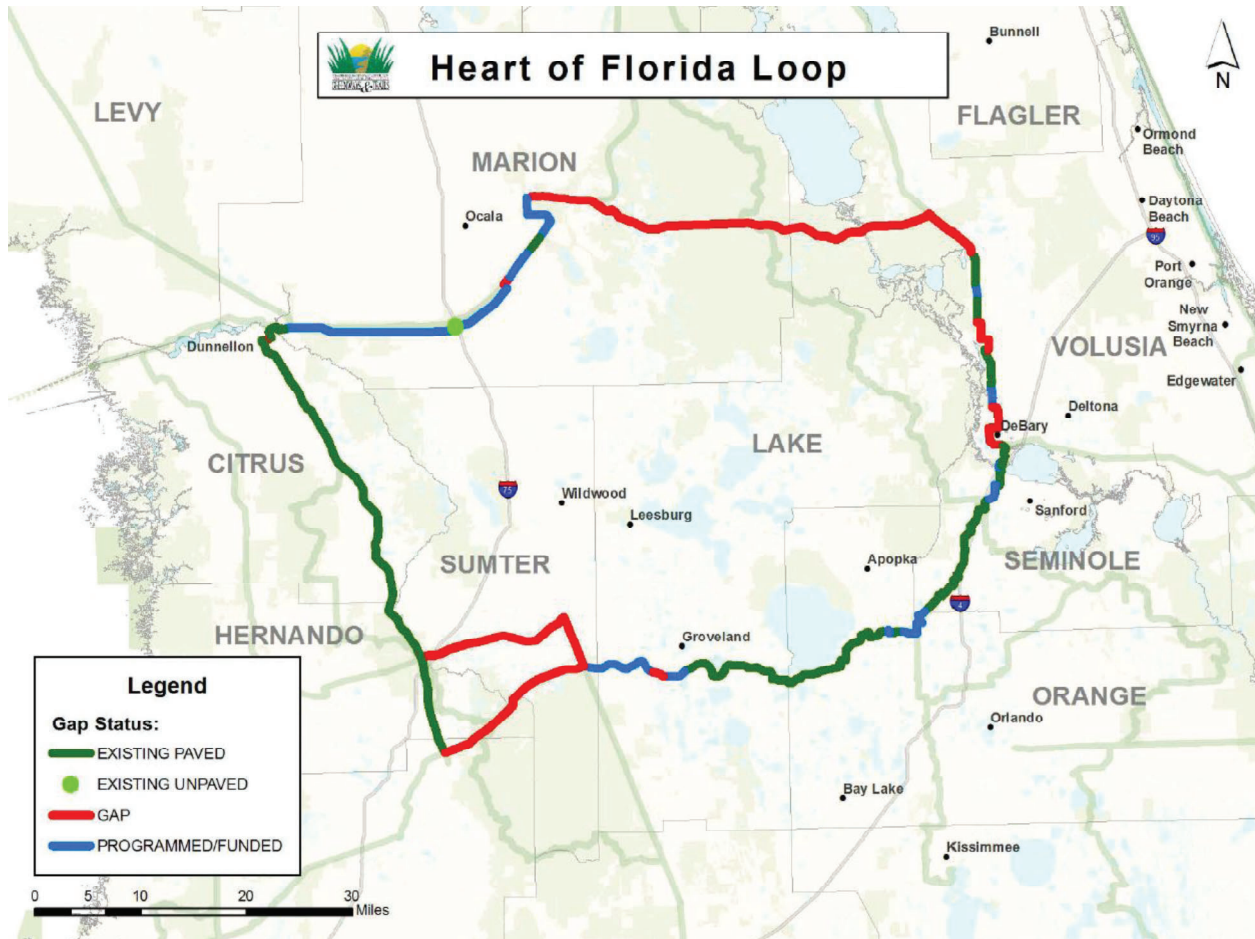 Heart of Florida Loop
N
Bunnell
LEVY
FLAGLER
Ormond
Beach
MARION
Ocala
Daytona
Beach
95
Port
Orange
New
Smyrna
Beach
Dunnellon
VOLUSIA
Edgewater
Deltona
DeBary
LAKE
CITRUS
75
Wildwood
Leesburg
Sanford
SUMTER
Apopka
SEMINOLE
4
HERNANDO
Groveland
ORANGE
Orlando
Bay Lake
Kissimmee
Legend
Gap Status:
EXISTING PAVED
EXISTING UNPAVED
GAP
PROGRAMMED/FUNDED
0 5 10 20 30
Miles